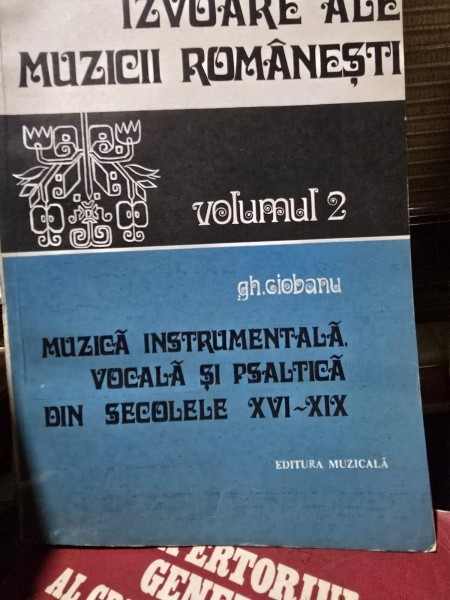 IZVOARE ALE
MUZICII ROMÂNEȘTI
volumul 2
gh.ciobanu
MUZICĂ INSTRUMENTALĂ,
VOCALĂ ȘI PSALTICĂ
DIN SECOLELE XVI~XIX
EDITURA MUZICALĂ
GENE